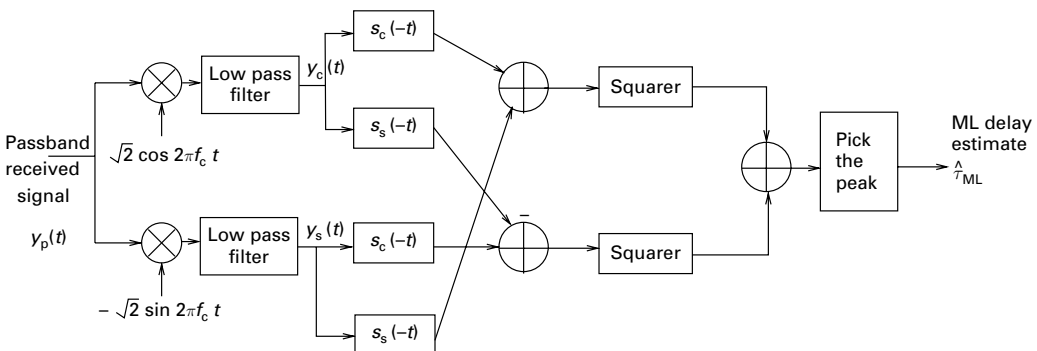 Passband
received
signal
y_p(t)
√2 cos 2πf_c t
− √2 sin 2πf_c t
Low pass
filter
y_c(t)
s_c(−t)
s_s(−t)
Low pass
filter
y_s(t)
s_c(−t)
s_s(−t)
−
Squarer
Squarer
Pick
the
peak
ML delay
estimate
τ̂_ML